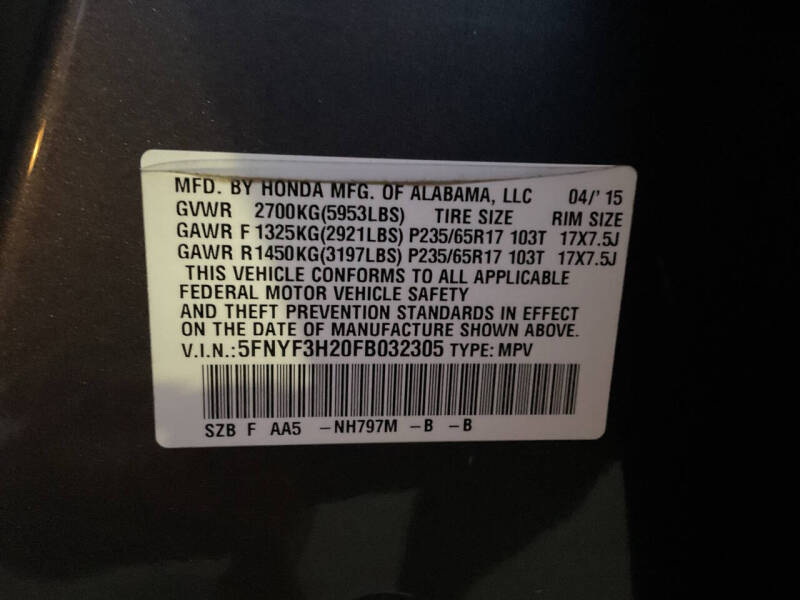 MFD. BY HONDA MFG. OF ALABAMA, LLC 04/'15
GVWR 2700KG(5953LBS) TIRE SIZE RIM SIZE
GAWR F 1325KG(2921LBS) P235/65R17 103T 17X7.5J
GAWR R1450KG(3197LBS) P235/65R17 103T 17X7.5J
THIS VEHICLE CONFORMS TO ALL APPLICABLE
FEDERAL MOTOR VEHICLE SAFETY
AND THEFT PREVENTION STANDARDS IN EFFECT
ON THE DATE OF MANUFACTURE SHOWN ABOVE.
V.I.N.:5FNYF3H20FB032305 TYPE: MPV
SZB F AA5 -NH797M -B -B